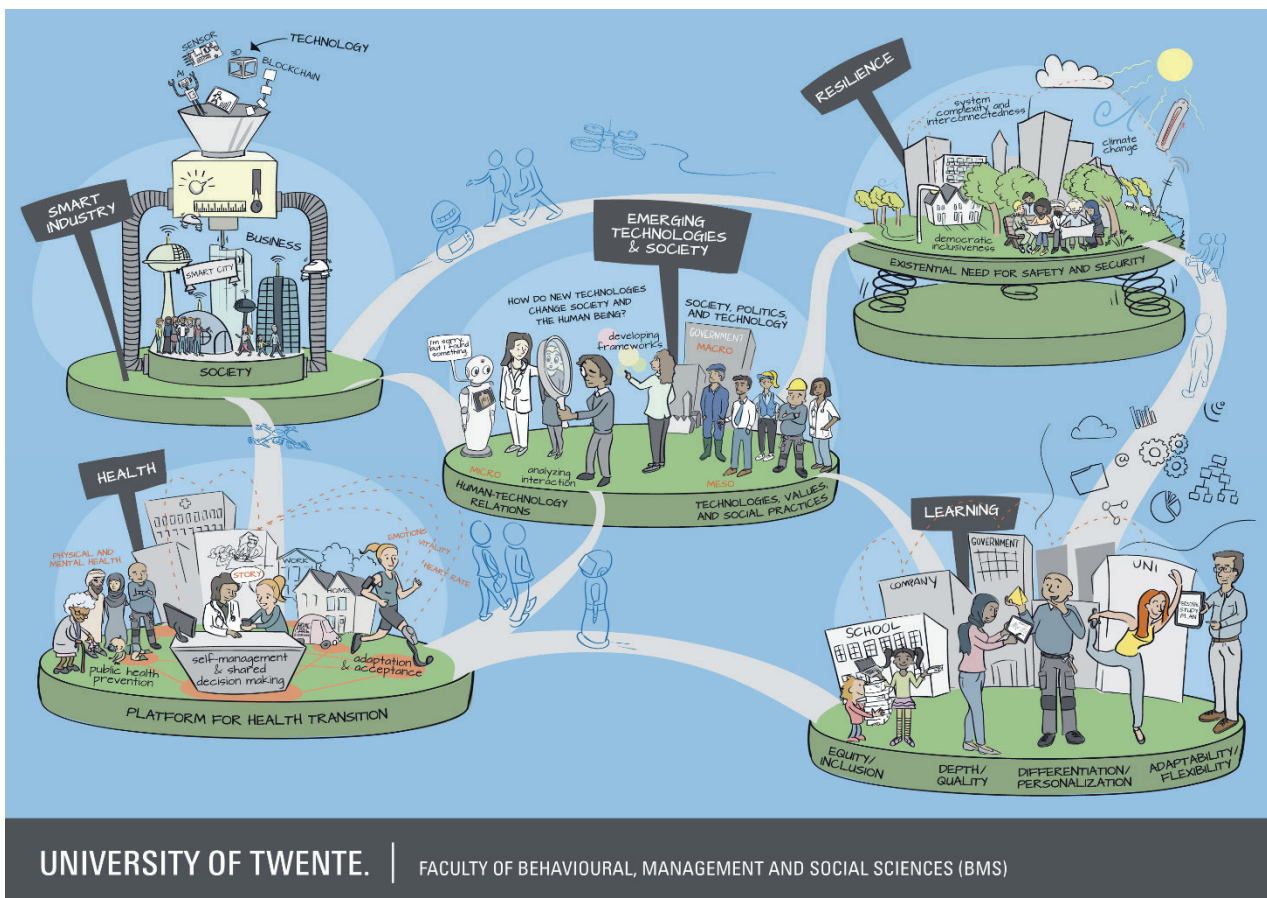 SENSOR
3D
TECHNOLOGY
AI
BLOCKCHAIN
SMART
INDUSTRY
BUSINESS
SMART CITY
SOCIETY
RESILIENCE
system
complexity and
interconnectedness
climate
change
democratic
inclusiveness
EXISTENTIAL NEED FOR SAFETY AND SECURITY
EMERGING
TECHNOLOGIES
& SOCIETY
HOW DO NEW TECHNOLOGIES
CHANGE SOCIETY AND
THE HUMAN BEING?
SOCIETY, POLITICS,
AND TECHNOLOGY
I'm sorry,
but I found
something.
developing
frameworks
GOVERNMENT
MACRO
MICRO
analyzing
interaction
MESO
HUMAN-TECHNOLOGY
RELATIONS
TECHNOLOGIES, VALUES,
AND SOCIAL PRACTICES
HEALTH
PHYSICAL AND
MENTAL HEALTH
EMOTIONS
VITALITY
HEART RATE
STORY
WORK
HOME
public health
prevention
self-management
& shared
decision making
adaptation
& acceptance
PLATFORM FOR HEALTH TRANSITION
LEARNING
@
GOVERNMENT
COMPANY
SCHOOL
UNI
STUDY
PLAN
EQUITY/
INCLUSION
DEPTH/
QUALITY
DIFFERENTIATION/
PERSONALIZATION
ADAPTABILITY/
FLEXIBILITY
UNIVERSITY OF TWENTE.
FACULTY OF BEHAVIOURAL, MANAGEMENT AND SOCIAL SCIENCES (BMS)